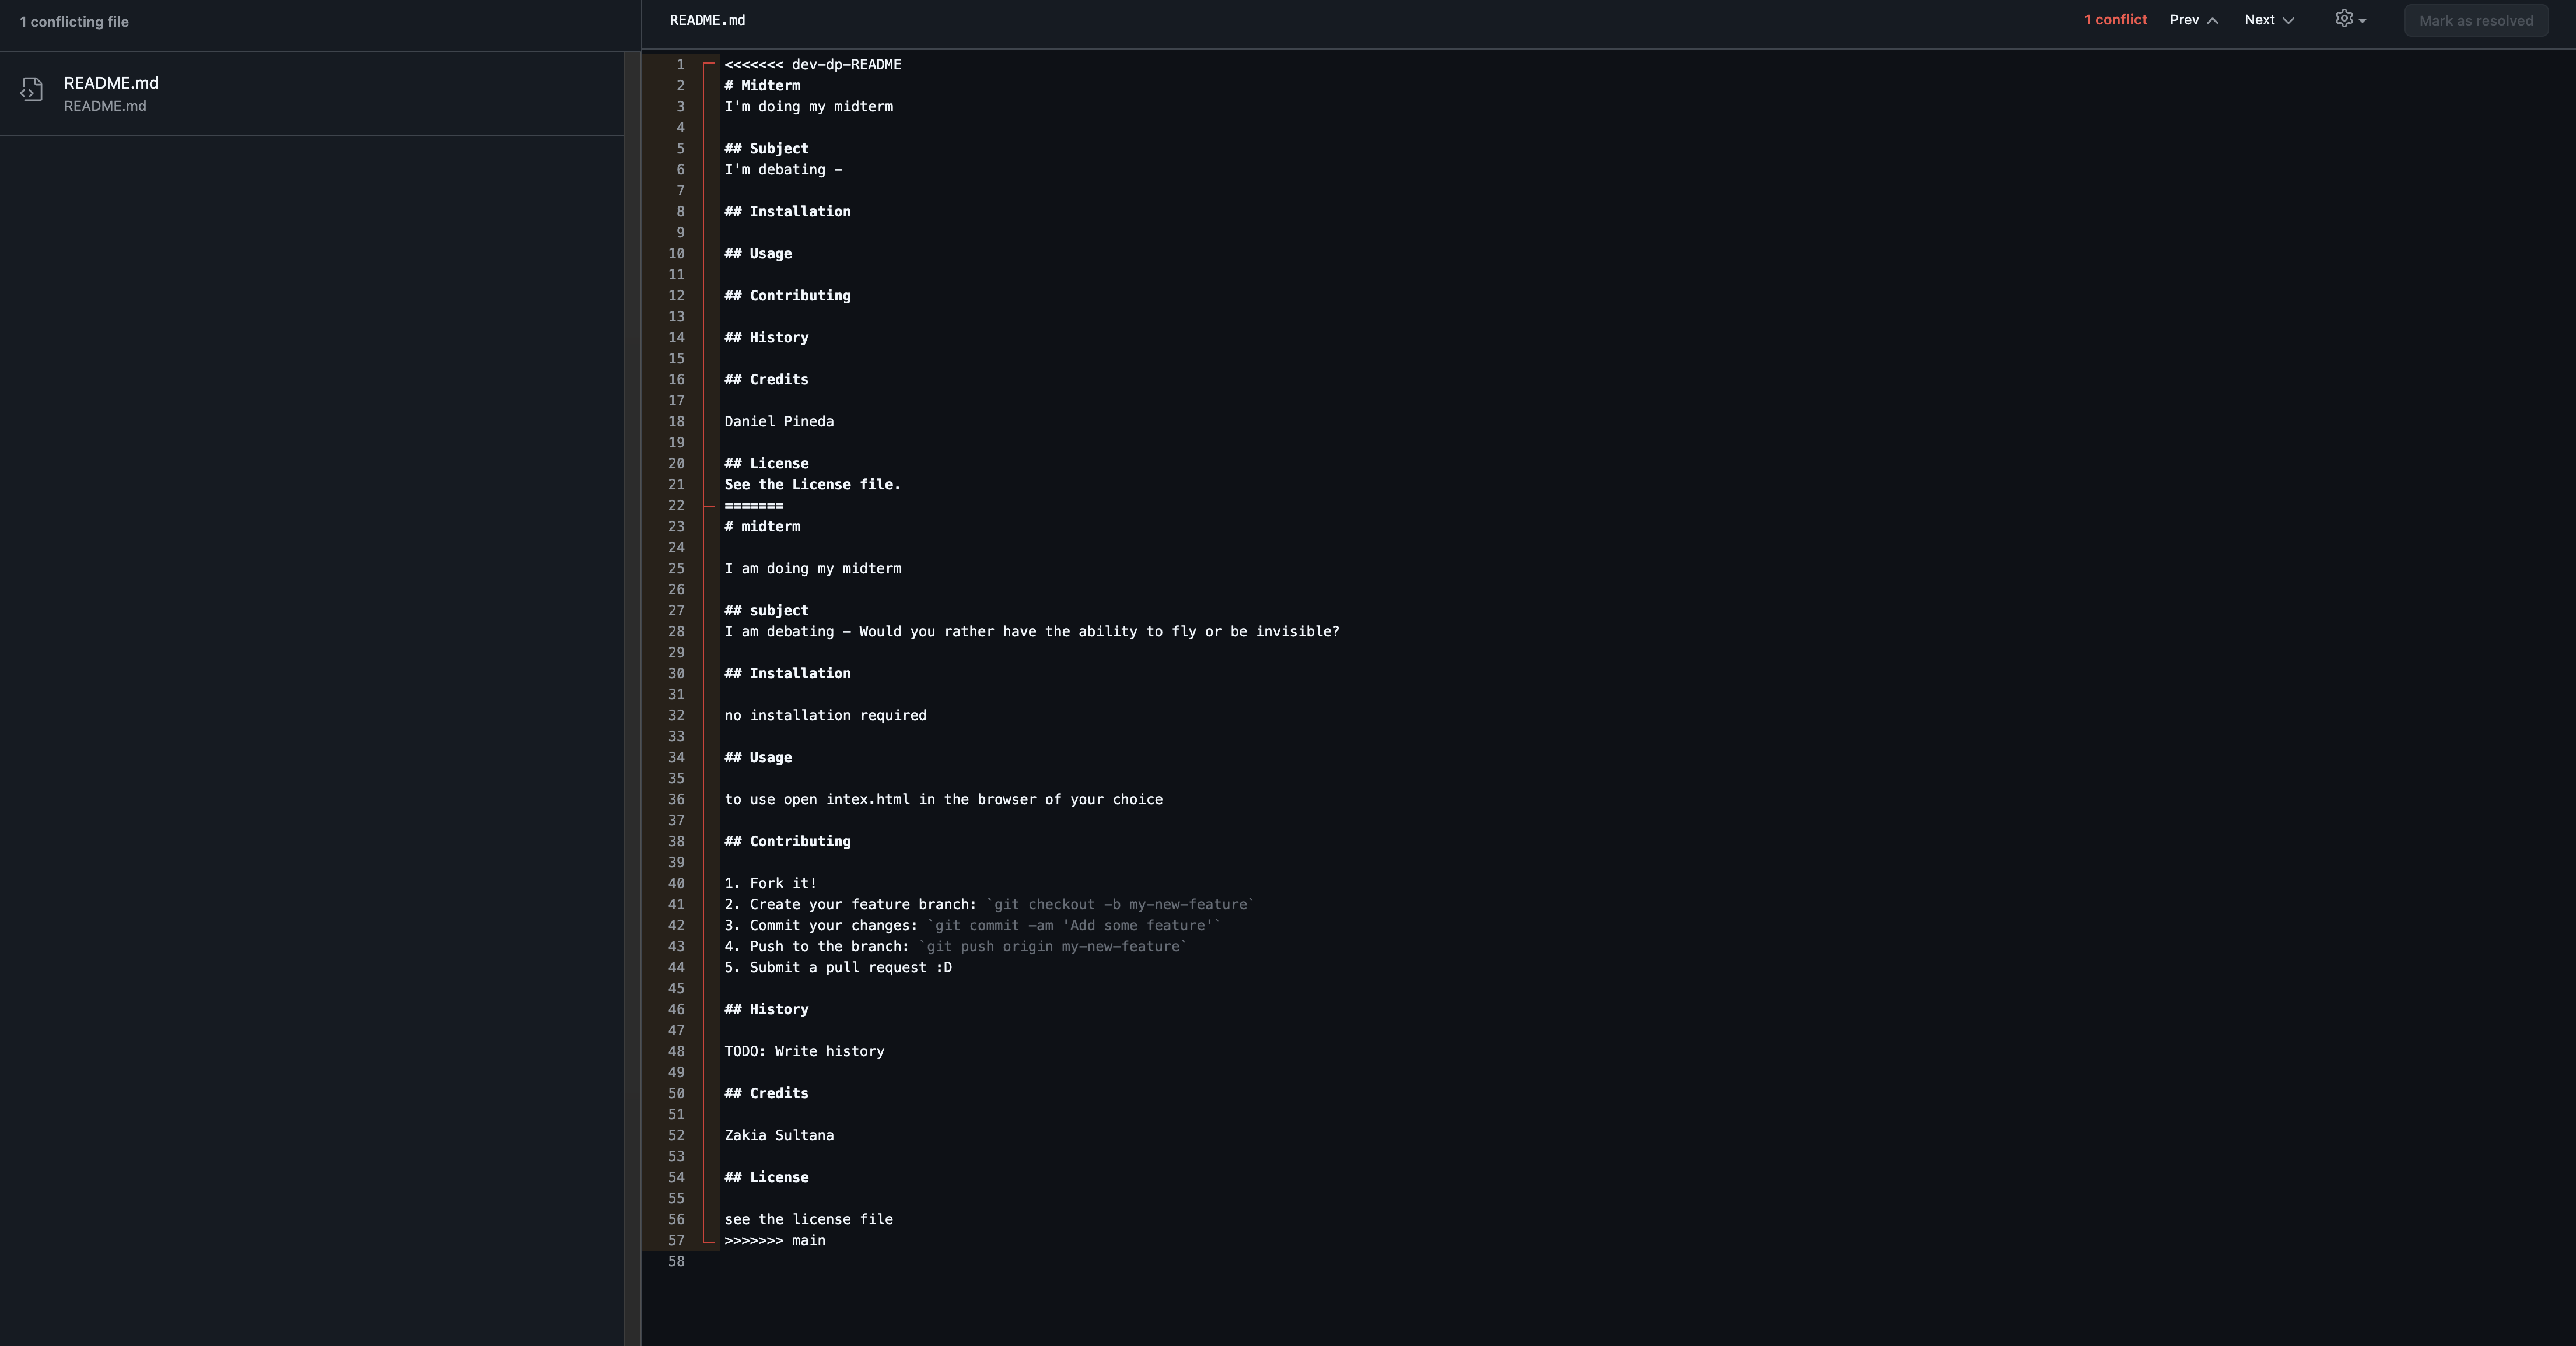 1 conflicting file
README.md
README.md
README.md
1 conflict Prev Next Mark as resolved
1 <<<<<<< dev-dp-README
2 # Midterm
3 I'm doing my midterm
4
5 ## Subject
6 I'm debating -
7
8 ## Installation
9
10 ## Usage
11
12 ## Contributing
13
14 ## History
15
16 ## Credits
17
18 Daniel Pineda
19
20 ## License
21 See the License file.
22 =======
23 # midterm
24
25 I am doing my midterm
26
27 ## subject
28 I am debating - Would you rather have the ability to fly or be invisible?
29
30 ## Installation
31
32 no installation required
33
34 ## Usage
35
36 to use open intex.html in the browser of your choice
37
38 ## Contributing
39
40 1. Fork it!
41 2. Create your feature branch: `git checkout -b my-new-feature`
42 3. Commit your changes: `git commit -am 'Add some feature'`
43 4. Push to the branch: `git push origin my-new-feature`
44 5. Submit a pull request :D
45
46 ## History
47
48 TODO: Write history
49
50 ## Credits
51
52 Zakia Sultana
53
54 ## License
55
56 see the license file
57 >>>>>>> main
58